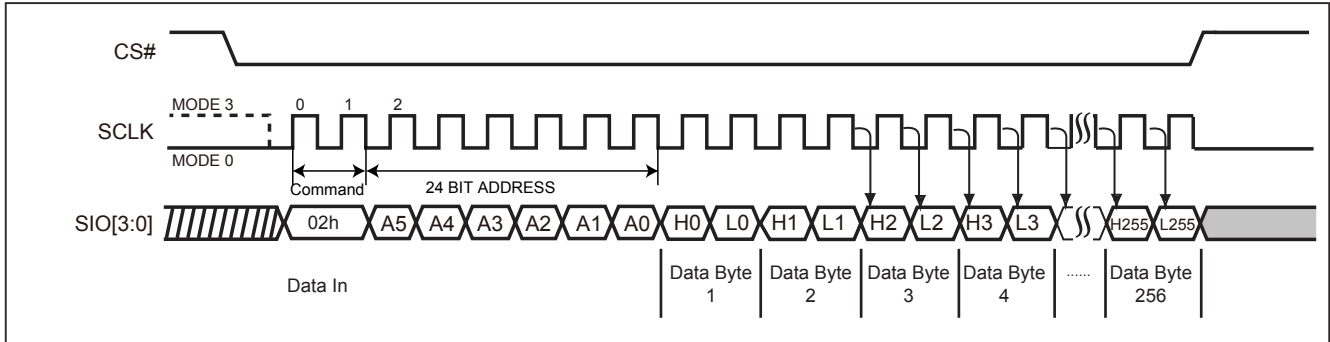 CS#
MODE 3
0 1 2
SCLK
MODE 0
Command
24 BIT ADDRESS
SIO[3:0]
02h A5 A4 A3 A2 A1 A0 H0 L0 H1 L1 H2 L2 H3 L3 H255 L255
Data In
Data Byte 1
Data Byte 2
Data Byte 3
Data Byte 4
......
Data Byte 256